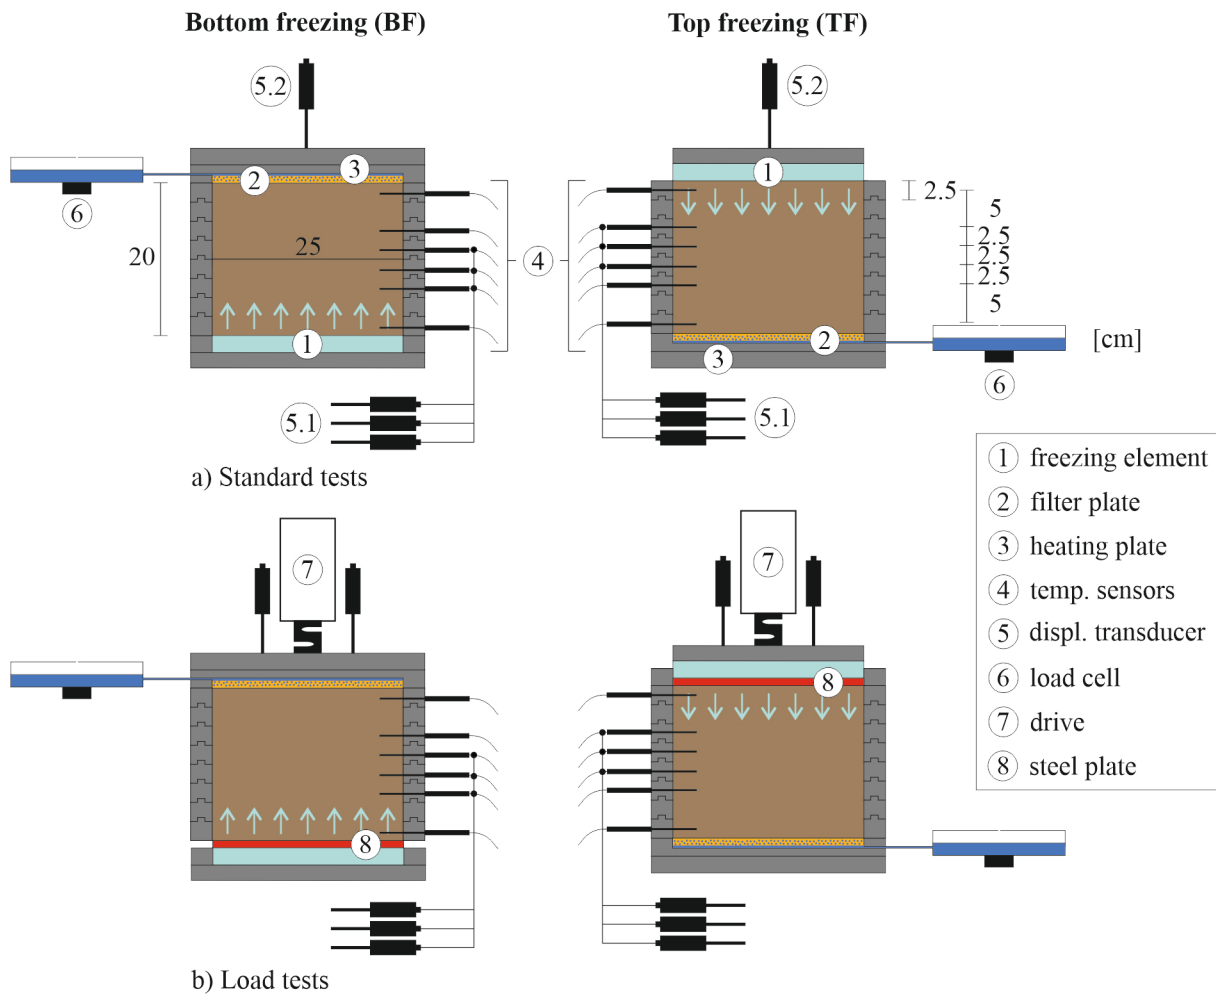 Bottom freezing (BF)
Top freezing (TF)
5.2
5.2
3
2
6
1
2.5
5
2.5
2.5
2.5
5
20
25
4
1
2
3
6
[cm]
5.1
5.1
a) Standard tests
1 freezing element
2 filter plate
3 heating plate
4 temp. sensors
5 displ. transducer
6 load cell
7 drive
8 steel plate
7
7
8
8
b) Load tests